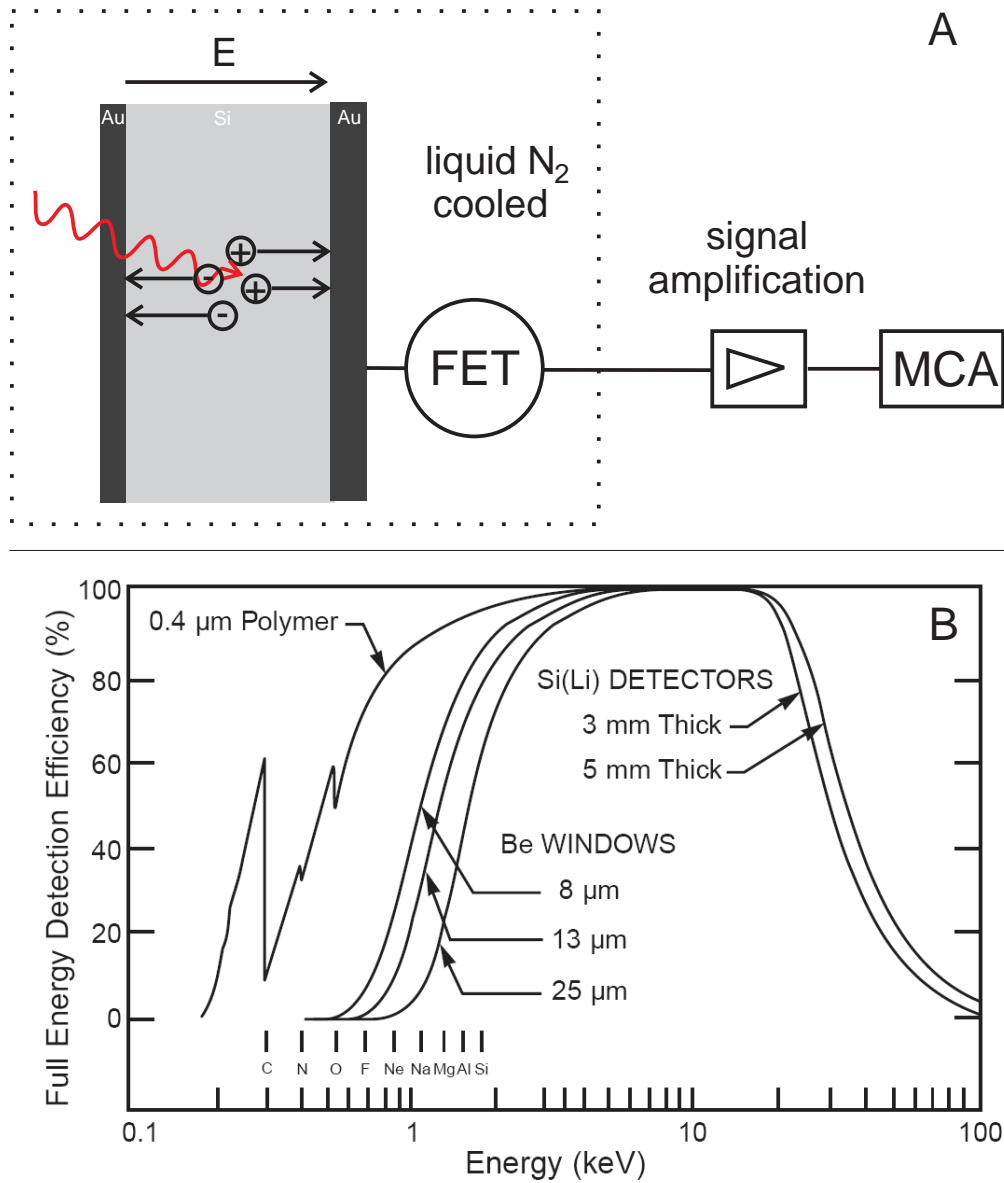 A
E
Au Si Au
liquid N2
cooled
signal
amplification
+
-
+
-
FET
MCA
B
Full Energy Detection Efficiency (%)
100
80
60
40
20
0
0.4 µm Polymer
Si(Li) DETECTORS
3 mm Thick
5 mm Thick
Be WINDOWS
8 µm
13 µm
25 µm
C N O F Ne Na Mg Al Si
0.1 1 10 100
Energy (keV)